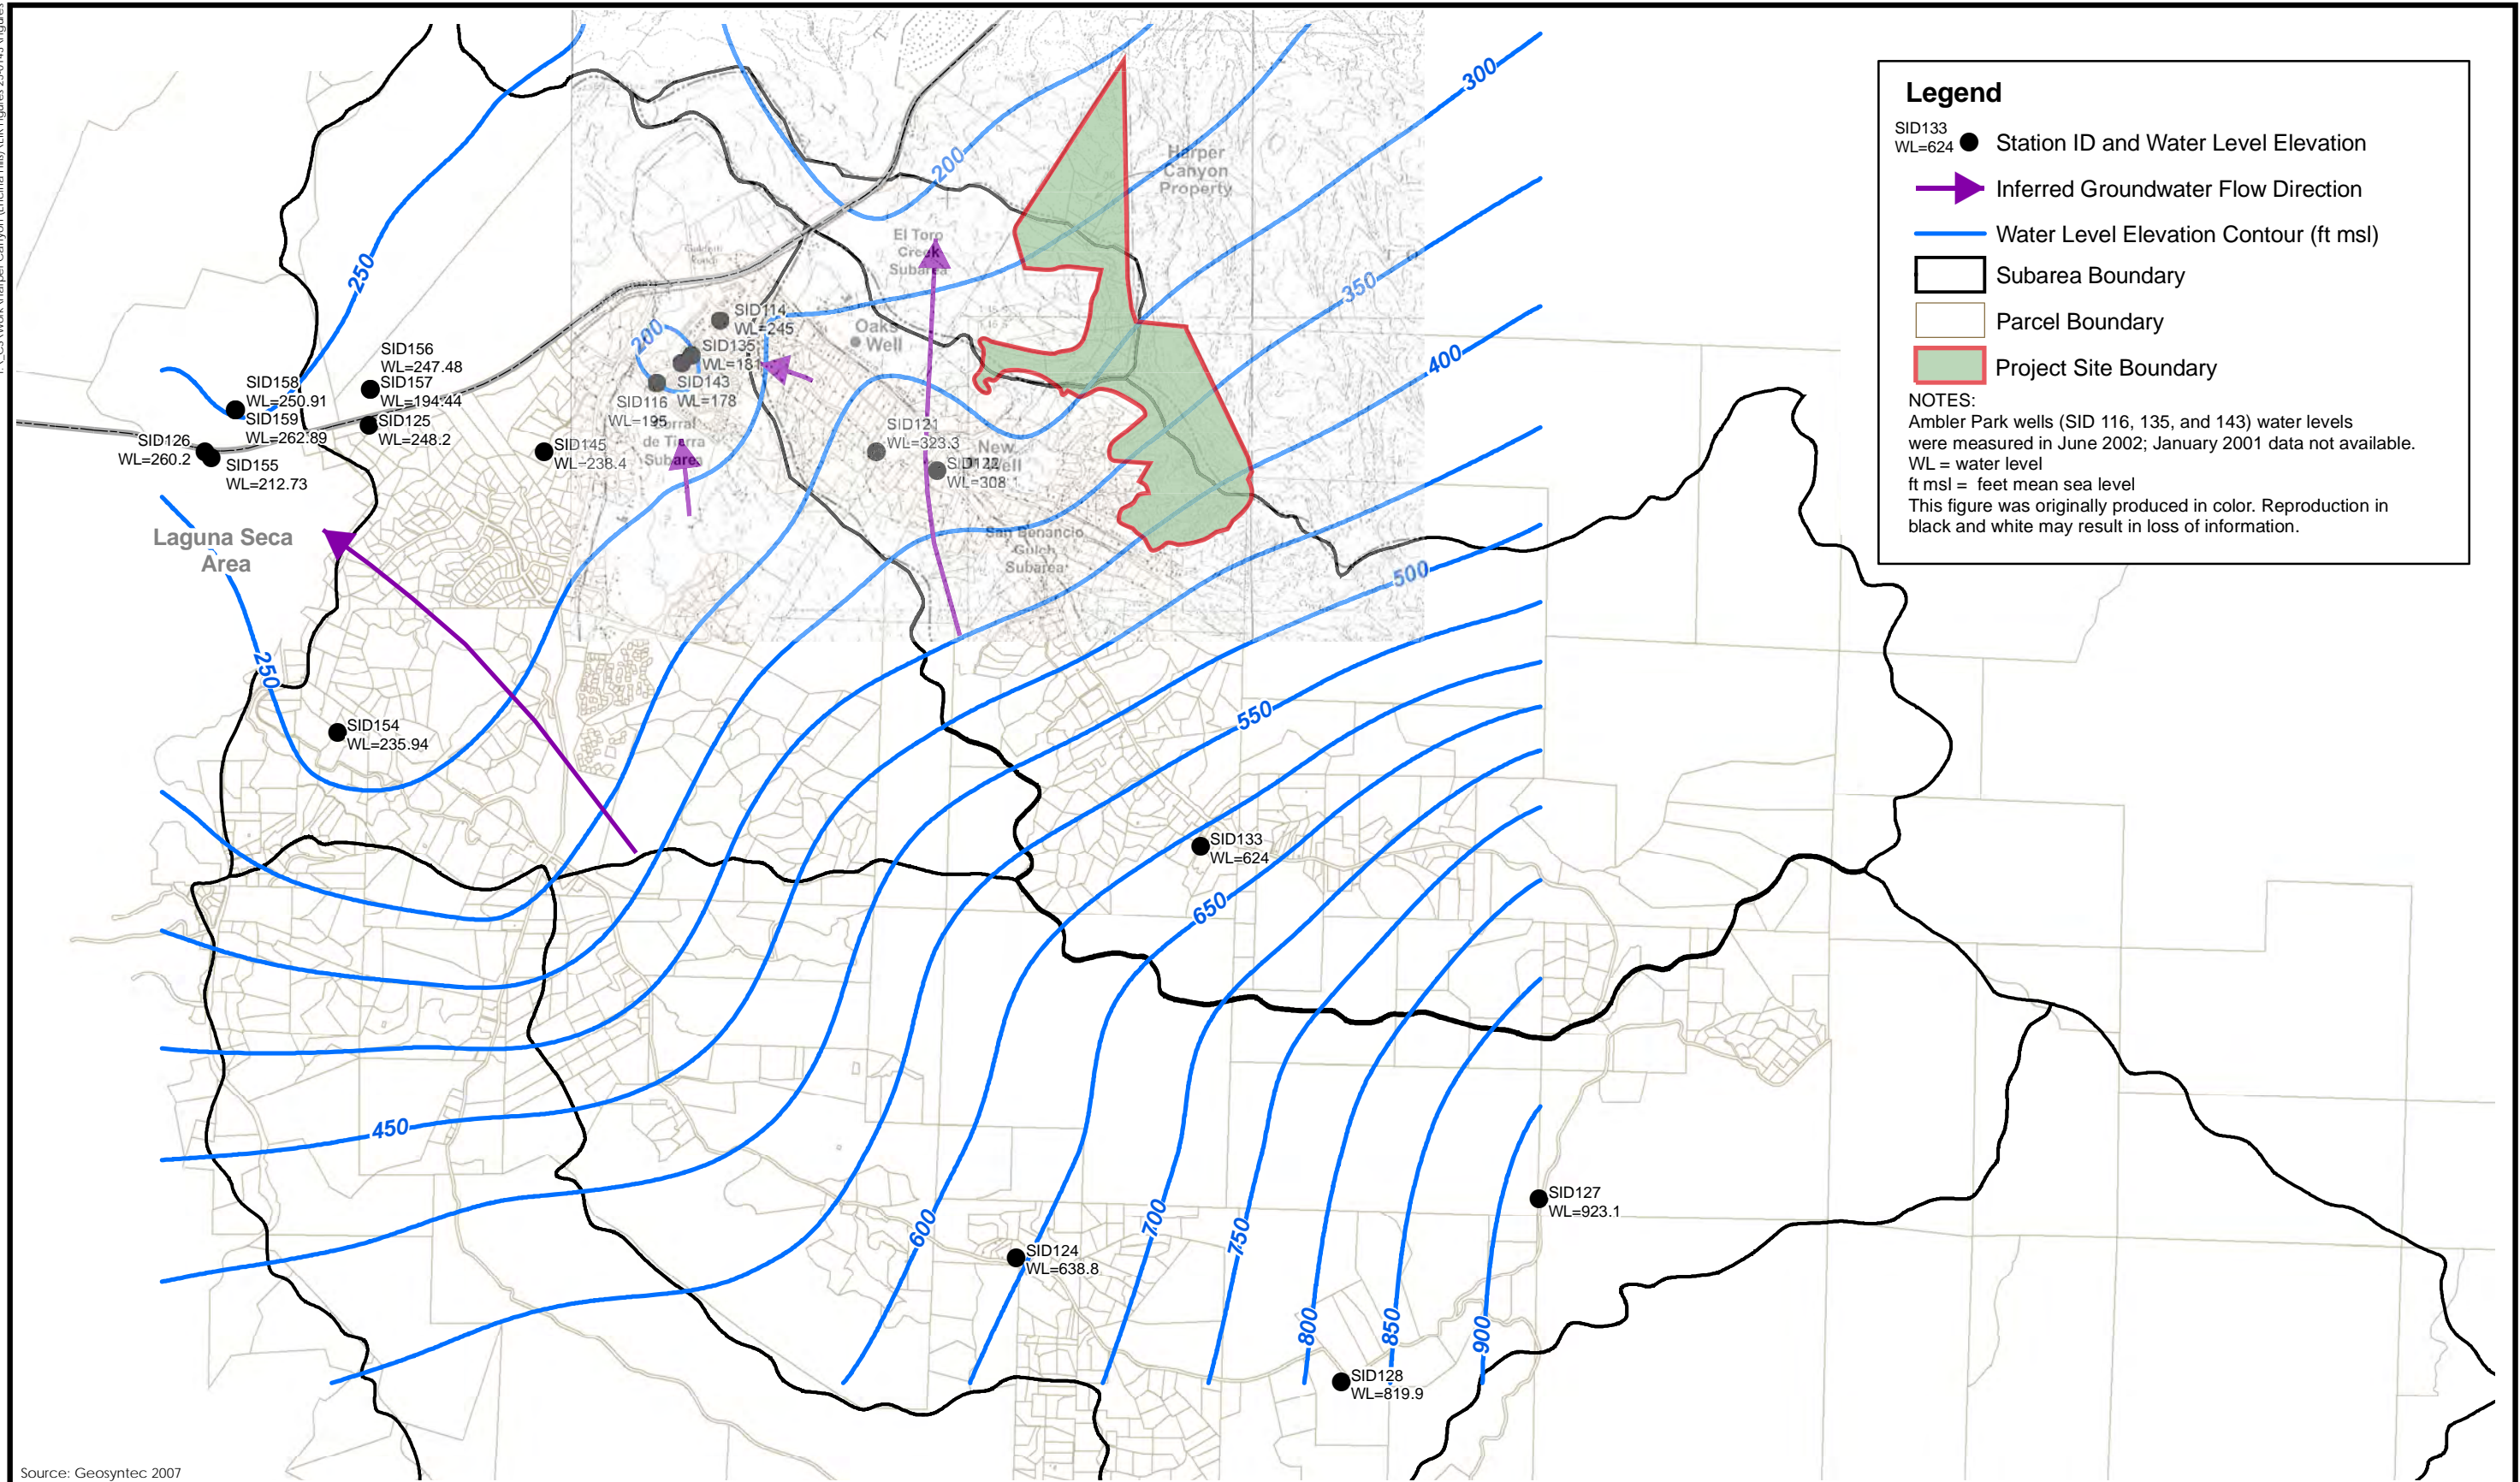 300
Legend
SID133
WL=624
Station ID and Water Level Elevation
Inferred Groundwater Flow Direction
Water Level Elevation Contour (ft msl)
Subarea Boundary
Parcel Boundary
Project Site Boundary
NOTES:
Ambler Park wells (SID 116, 135, and 143) water levels
were measured in June 2002; January 2001 data not available.
WL = water level
ft msl = feet mean sea level
This figure was originally produced in color. Reproduction in
black and white may result in loss of information.
200
Harper
Canyon
Property
El Toro
Creek
Subarea
250
350
400
SID114
WL=245
Oaks
Well
200
SID135
WL=181
SID143
WL=178
SID116
WL=195
Corral
de Tierra
Subarea
SID156
WL=247.48
SID157
WL=194.44
SID158
WL=250.91
SID159
WL=262.89
SID125
WL=248.2
SID126
WL=260.2
SID155
WL=212.73
SID145
WL=238.4
SID121
WL=323.3
New
Well
WL=308
San Benancio
Gulch
Subarea
Laguna Seca
Area
500
250
550
SID154
WL=235.94
SID133
WL=624
650
450
600
700
750
SID127
WL=923.1
SID124
WL=638.8
800
850
900
SID128
WL=819.9
Source: Geosyntec 2007